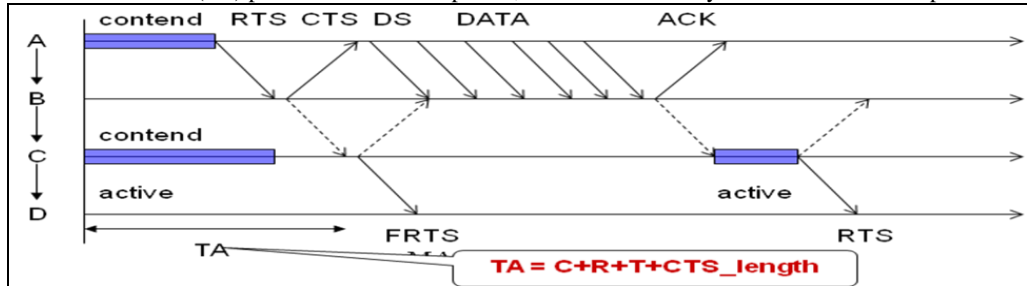 contend RTS CTS DS DATA ACK
A
B
contend
C
active active
D
FRTS RTS
TA
TA = C+R+T+CTS_length